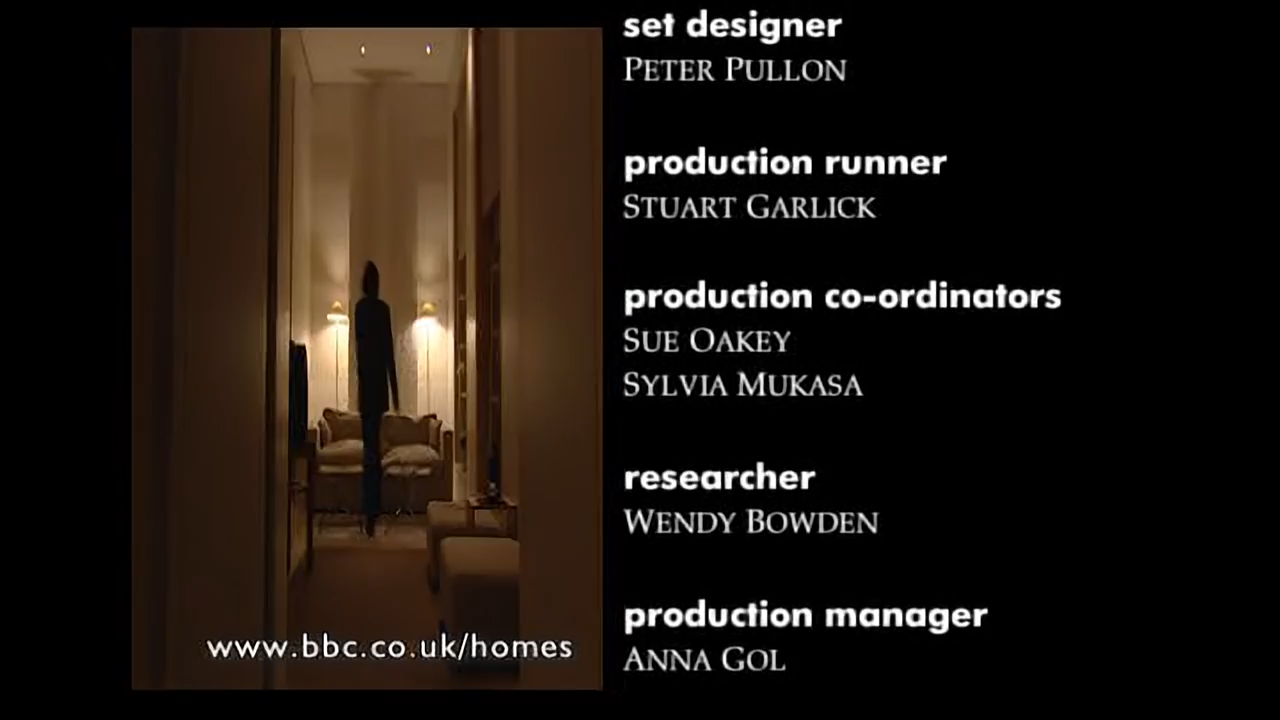 set designer
PETER PULLON
production runner
STUART GARLICK
production co-ordinators
SUE OAKEY
SYLVIA MUKASA
researcher
WENDY BOWDEN
production manager
ANNA GOL
www.bbc.co.uk/homes